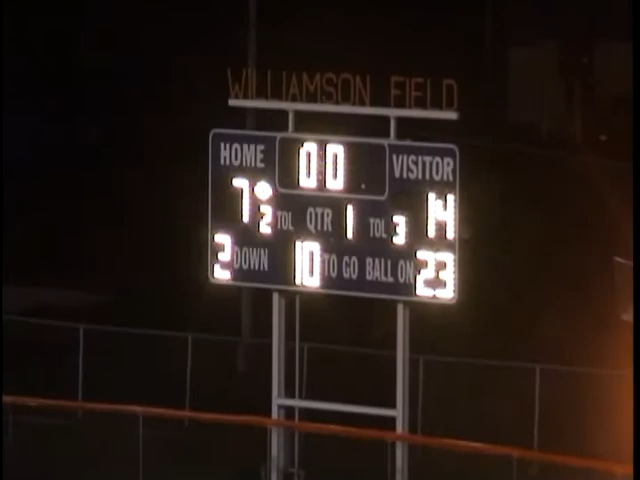 WILLIAMSON FIELD
HOME 00 VISITOR
7 14
2 TOL QTR 1 TOL 3
2 DOWN 10 TO GO BALL ON 23